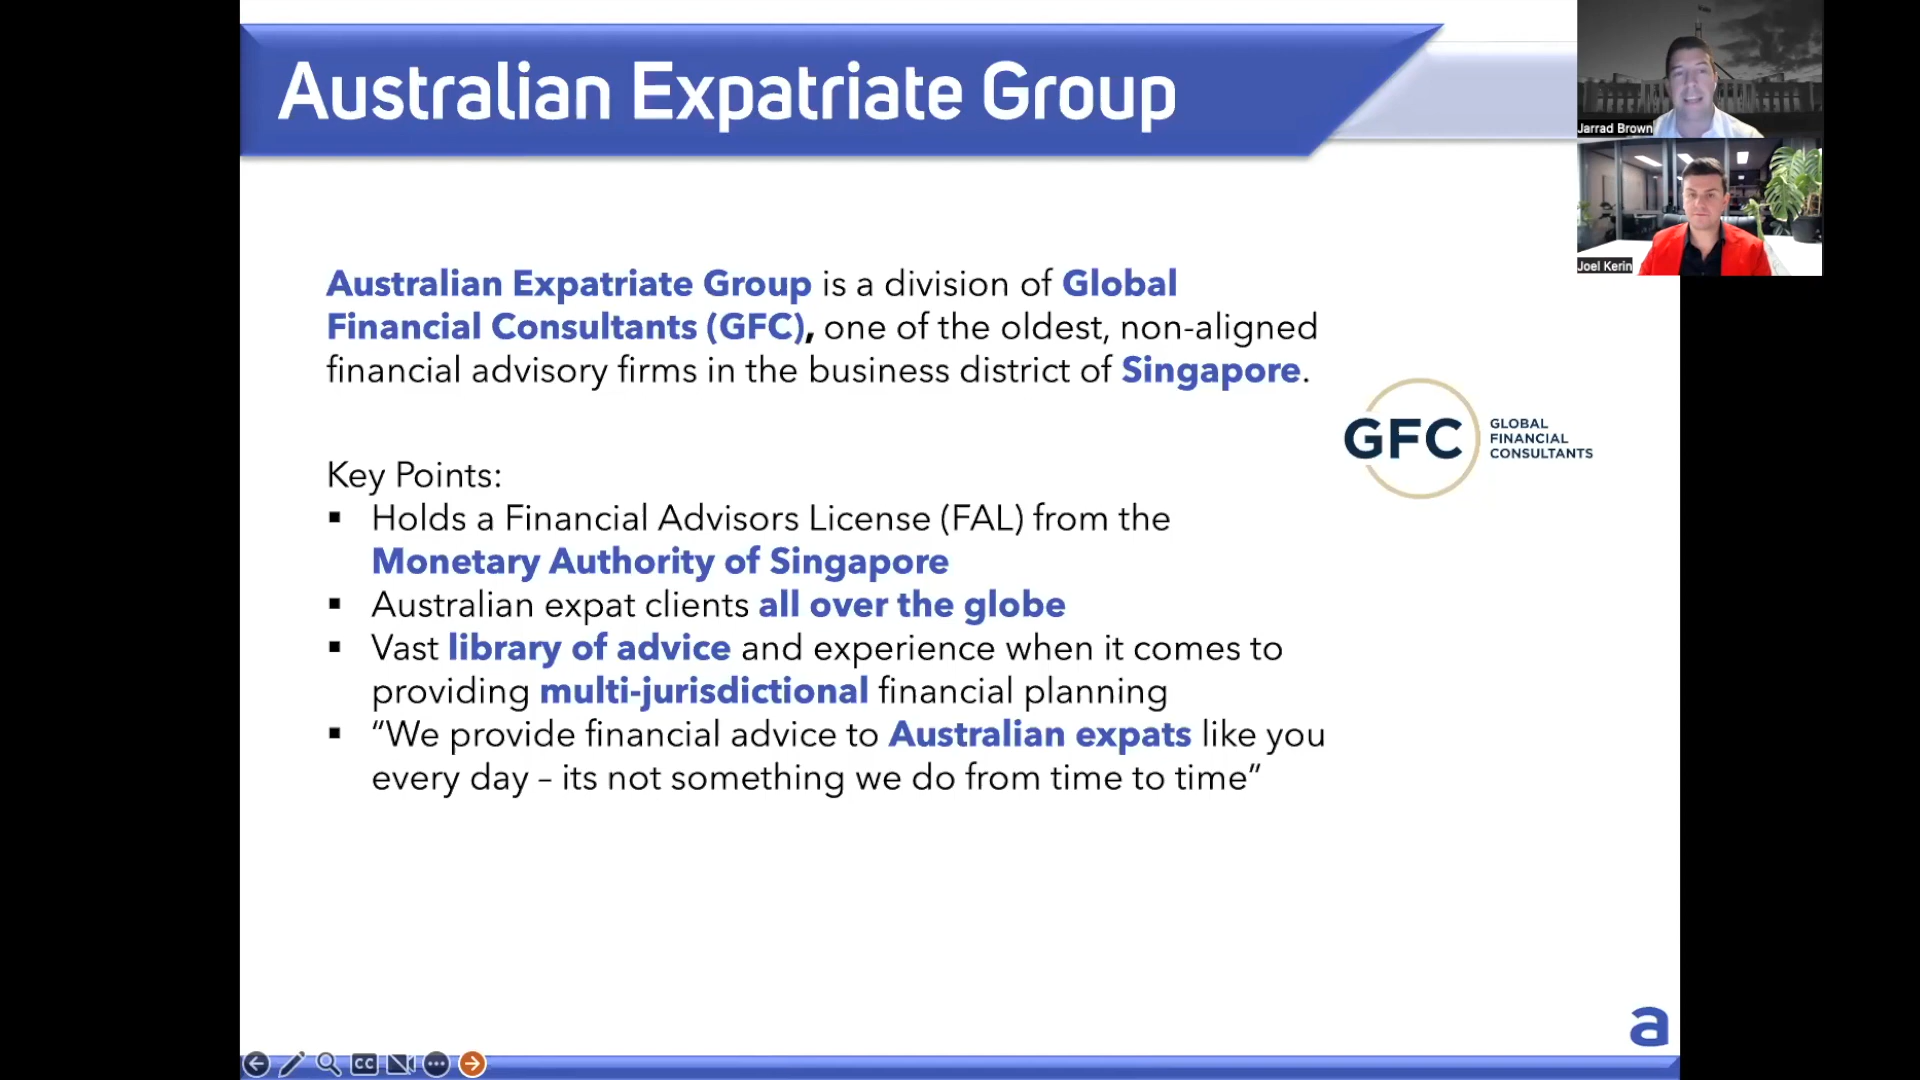 Australian Expatriate Group
Jarrad Brown
Joel Kerin
Australian Expatriate Group is a division of Global
Financial Consultants (GFC), one of the oldest, non-aligned
financial advisory firms in the business district of Singapore.
GFC
GLOBAL
FINANCIAL
CONSULTANTS
Key Points:
▪ Holds a Financial Advisors License (FAL) from the
Monetary Authority of Singapore
▪ Australian expat clients all over the globe
▪ Vast library of advice and experience when it comes to
providing multi-jurisdictional financial planning
▪ “We provide financial advice to Australian expats like you
every day – its not something we do from time to time”
a
CC